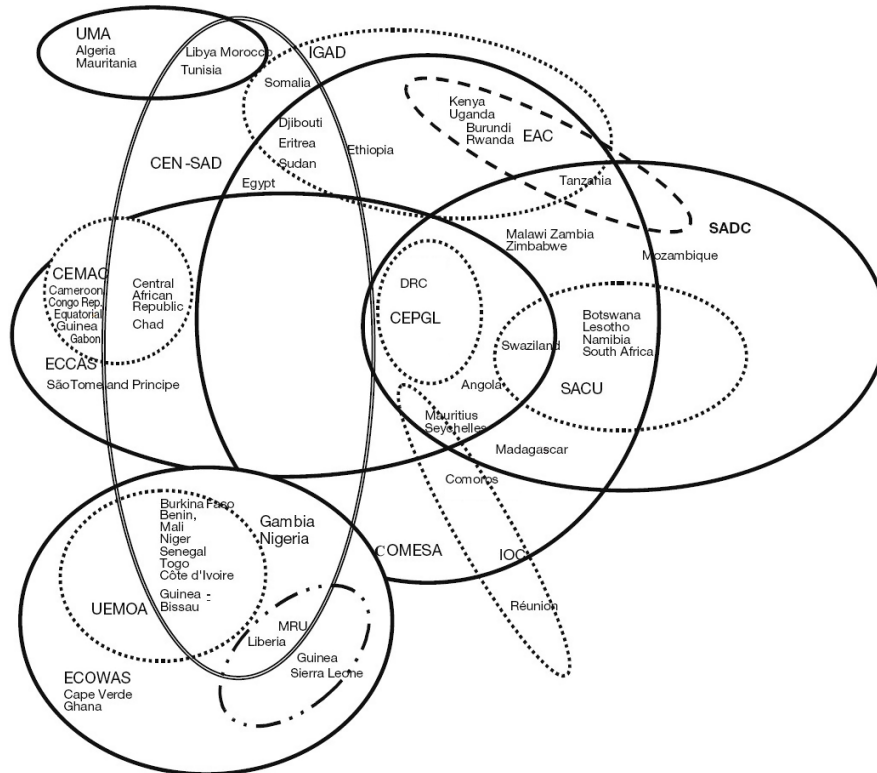 UMA
Algeria
Mauritania
Libya Morocco
Tunisia
IGAD
Somalia
Djibouti
Eritrea
Sudan
Ethiopia
Egypt
CEN-SAD
Kenya
Uganda
Burundi
Rwanda
EAC
Tanzania
SADC
Malawi Zambia
Zimbabwe
Mozambique
CEMAC
Cameroon,
Congo Rep,
Equatorial
Guinea
Gabon
Central
African
Republic
Chad
ECCAS
São Tome and Principe
DRC
CEPGL
Swaziland
Botswana
Lesotho
Namibia
South Africa
SACU
Angola
Mauritius
Seychelles
Madagascar
Comoros
COMESA
IOC
Réunion
Burkina Faso
Benin,
Mali
Niger
Senegal
Togo
Côte d'Ivoire
Guinea -
Bissau
Gambia
Nigeria
UEMOA
MRU
Liberia
Guinea
Sierra Leone
ECOWAS
Cape Verde
Ghana